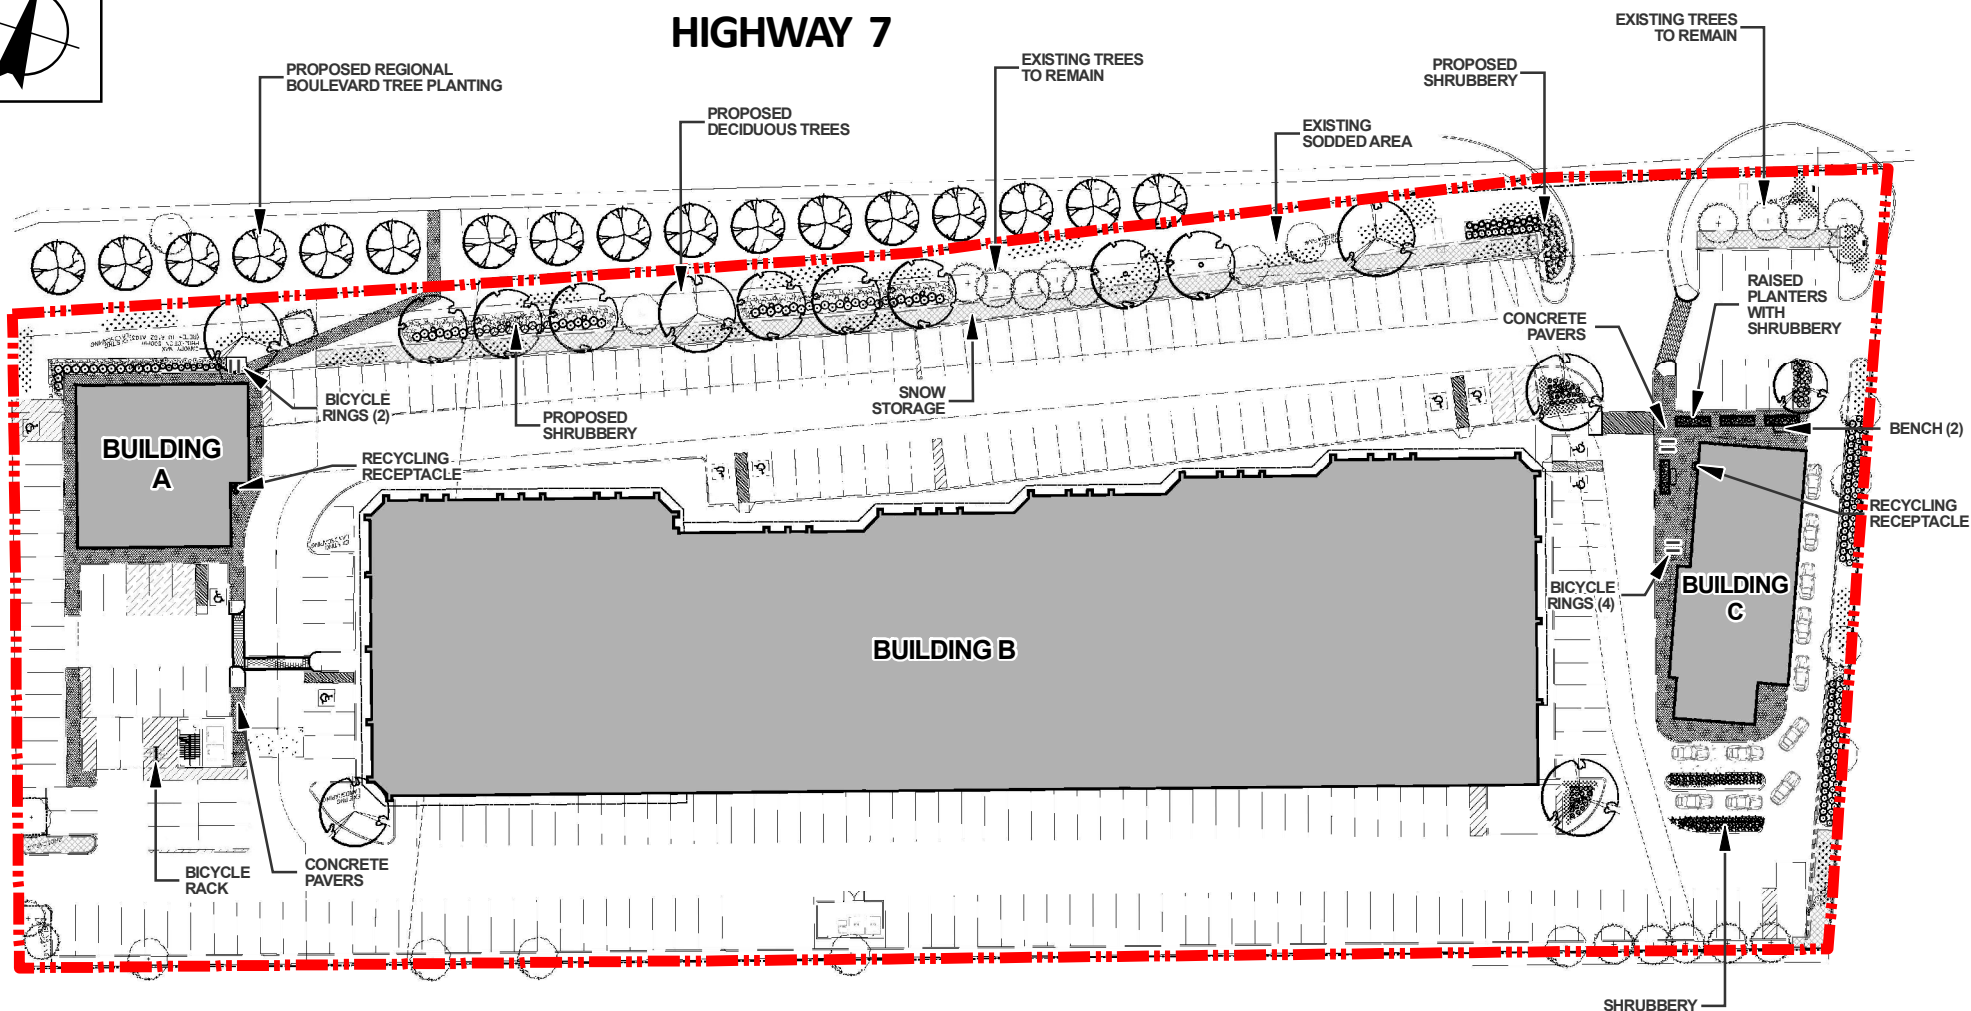 HIGHWAY 7
EXISTING TREES
TO REMAIN
PROPOSED REGIONAL
BOULEVARD TREE PLANTING
EXISTING TREES
TO REMAIN
PROPOSED
SHRUBBERY
PROPOSED
DECIDUOUS TREES
EXISTING
SODDED AREA
RAISED
PLANTERS
WITH
SHRUBBERY
CONCRETE
PAVERS
BICYCLE
RINGS (2)
SNOW
STORAGE
PROPOSED
SHRUBBERY
BENCH (2)
BUILDING
A
RECYCLING
RECEPTACLE
RECYCLING
RECEPTACLE
BICYCLE
RINGS (4)
BUILDING
C
BUILDING B
BICYCLE
RACK
CONCRETE
PAVERS
SHRUBBERY